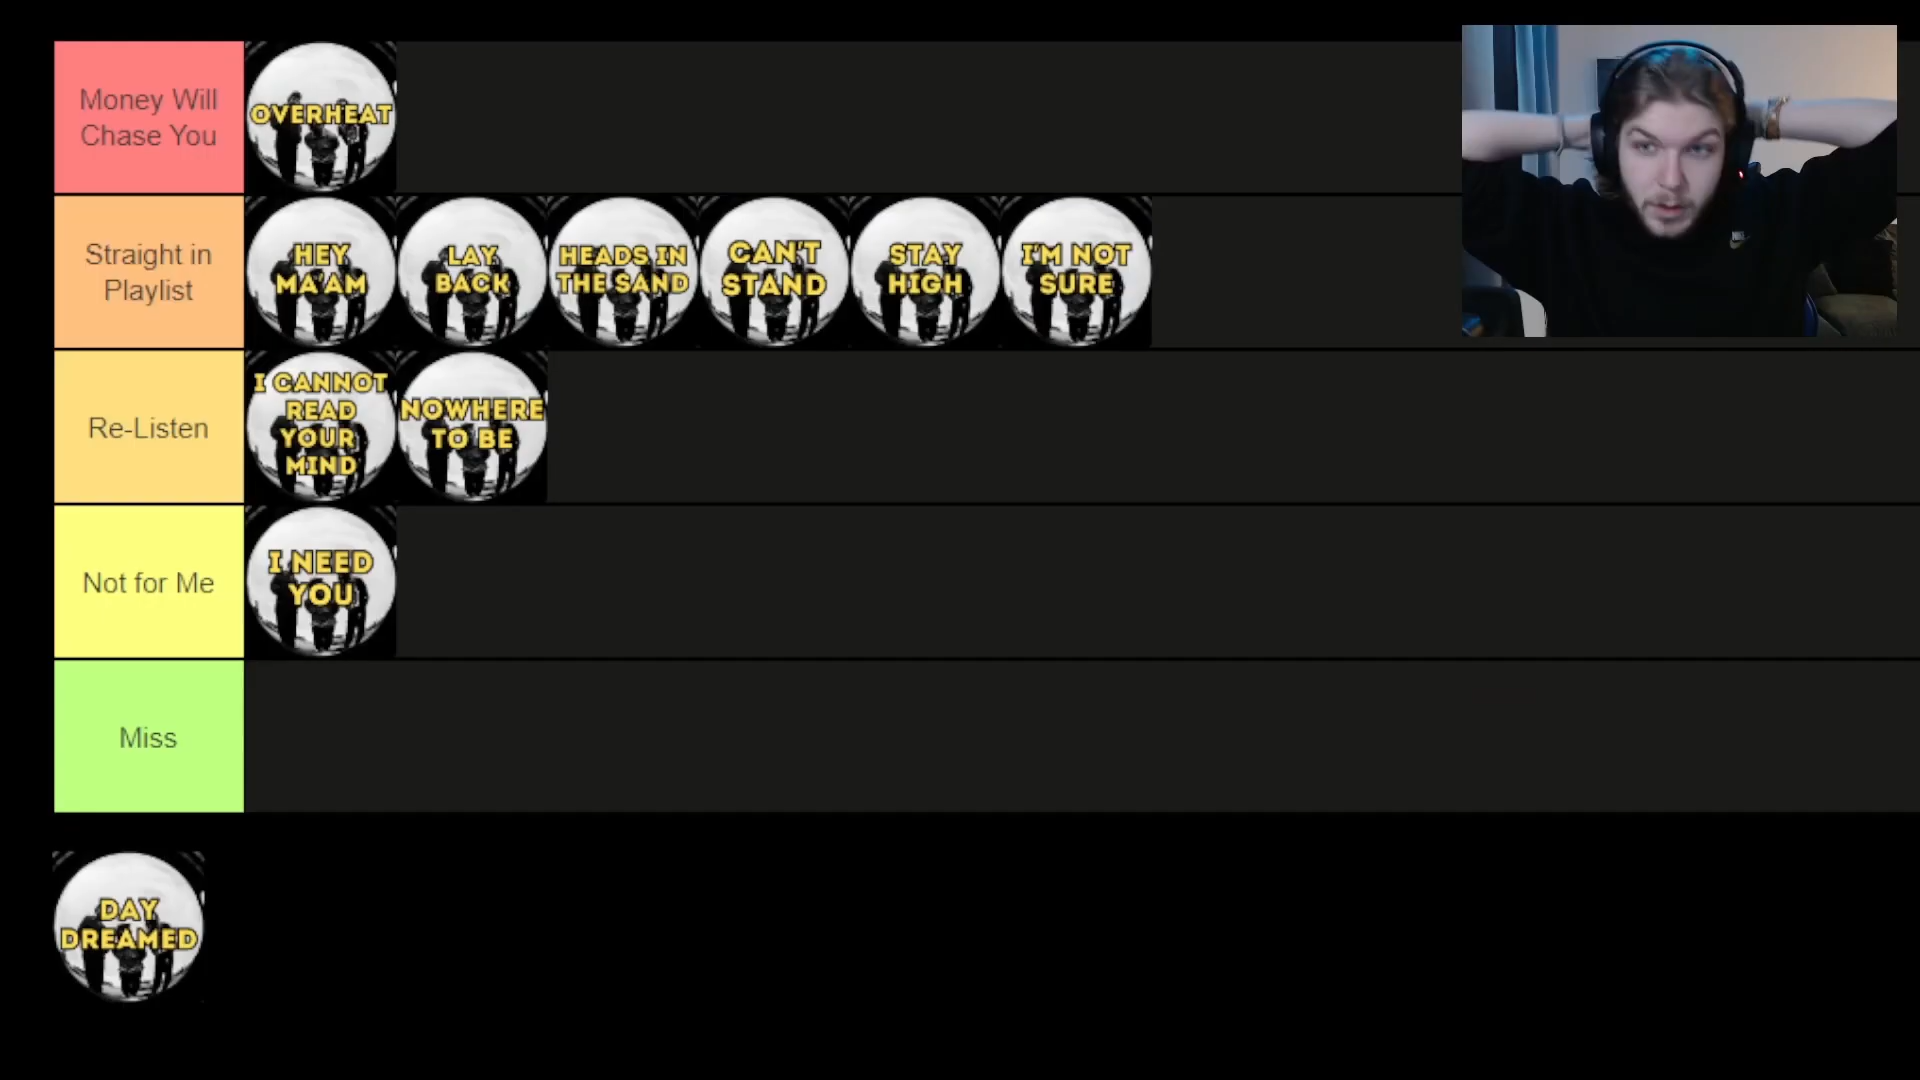 Money Will
Chase You
OVERHEAT
Straight in
Playlist
HEY
MA'AM
LAY
BACK
HEADS IN
THE SAND
CAN'T
STAND
STAY
HIGH
I'M NOT
SURE
Re-Listen
I CANNOT
READ
YOUR
MIND
NOWHERE
TO BE
Not for Me
I NEED
YOU
Miss
DAY
DREAMED